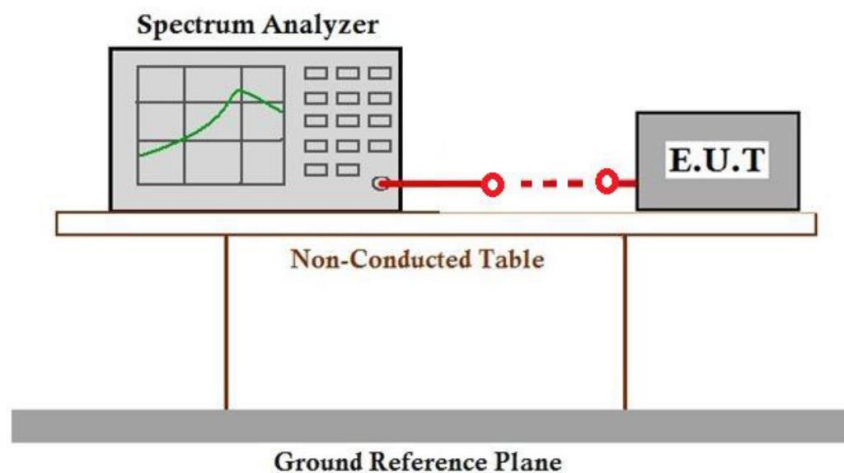 Spectrum Analyzer
E.U.T
Non-Conducted Table
Ground Reference Plane